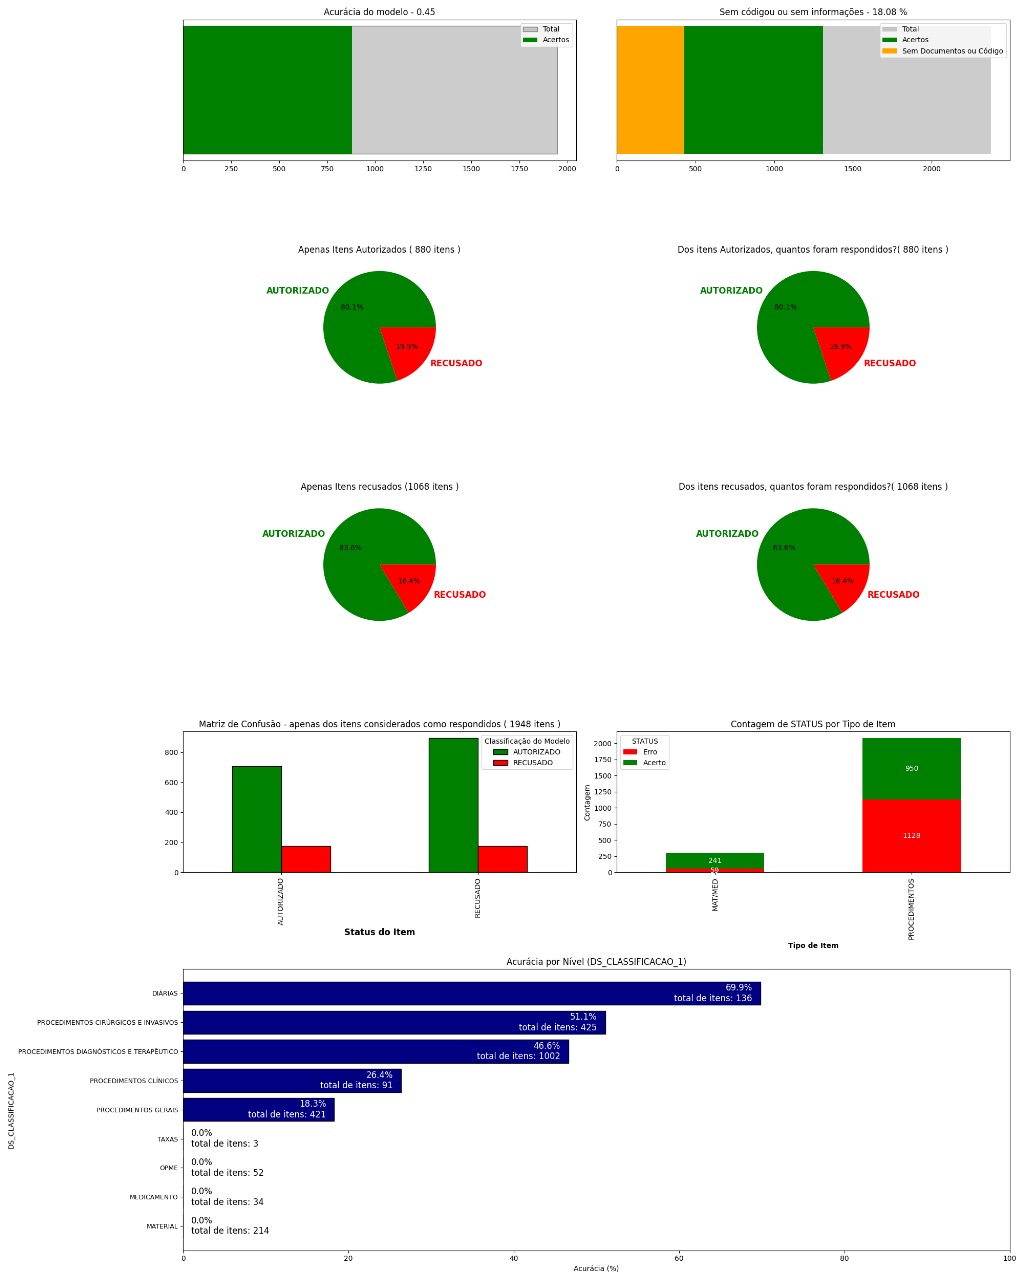 Acurácia do modelo - 0.45
Total
Acertos
0 250 500 750 1000 1250 1500 1750 2000
Sem códigou ou sem informações - 18.08 %
Total
Acertos
Sem Documentos ou Código
0 500 1000 1500 2000
Apenas Itens Autorizados ( 880 itens )
AUTORIZADO
80.1%
19.9%
RECUSADO
Dos itens Autorizados, quantos foram respondidos?( 880 itens )
AUTORIZADO
80.1%
19.9%
RECUSADO
Apenas Itens recusados (1068 itens )
AUTORIZADO
83.6%
16.4%
RECUSADO
Dos itens recusados, quantos foram respondidos?( 1068 itens )
AUTORIZADO
83.6%
16.4%
RECUSADO
Matriz de Confusão - apenas dos itens considerados como respondidos ( 1948 itens )
Classificação do Modelo
AUTORIZADO
RECUSADO
800
600
400
200
0
AUTORIZADO
RECUSADO
Status do Item
Contagem de STATUS por Tipo de Item
STATUS
Erro
Acerto
Contagem
2000
1750
1500
1250
1000
750
500
250
0
950
1128
241
MAT/MED
PROCEDIMENTOS
Tipo de Item
Acurácia por Nível (DS_CLASSIFICACAO_1)
DS_CLASSIFICACAO_1
DIÁRIAS
69.9%
total de itens: 136
PROCEDIMENTOS CIRÚRGICOS E INVASIVOS
51.1%
total de itens: 425
PROCEDIMENTOS DIAGNÓSTICOS E TERAPÊUTICO
46.6%
total de itens: 1002
PROCEDIMENTOS CLÍNICOS
26.4%
total de itens: 91
PROCEDIMENTOS GERAIS
18.3%
total de itens: 421
TAXAS
0.0%
total de itens: 3
OPME
0.0%
total de itens: 52
MEDICAMENTO
0.0%
total de itens: 34
MATERIAL
0.0%
total de itens: 214
0 20 40 60 80 100
Acurácia (%)